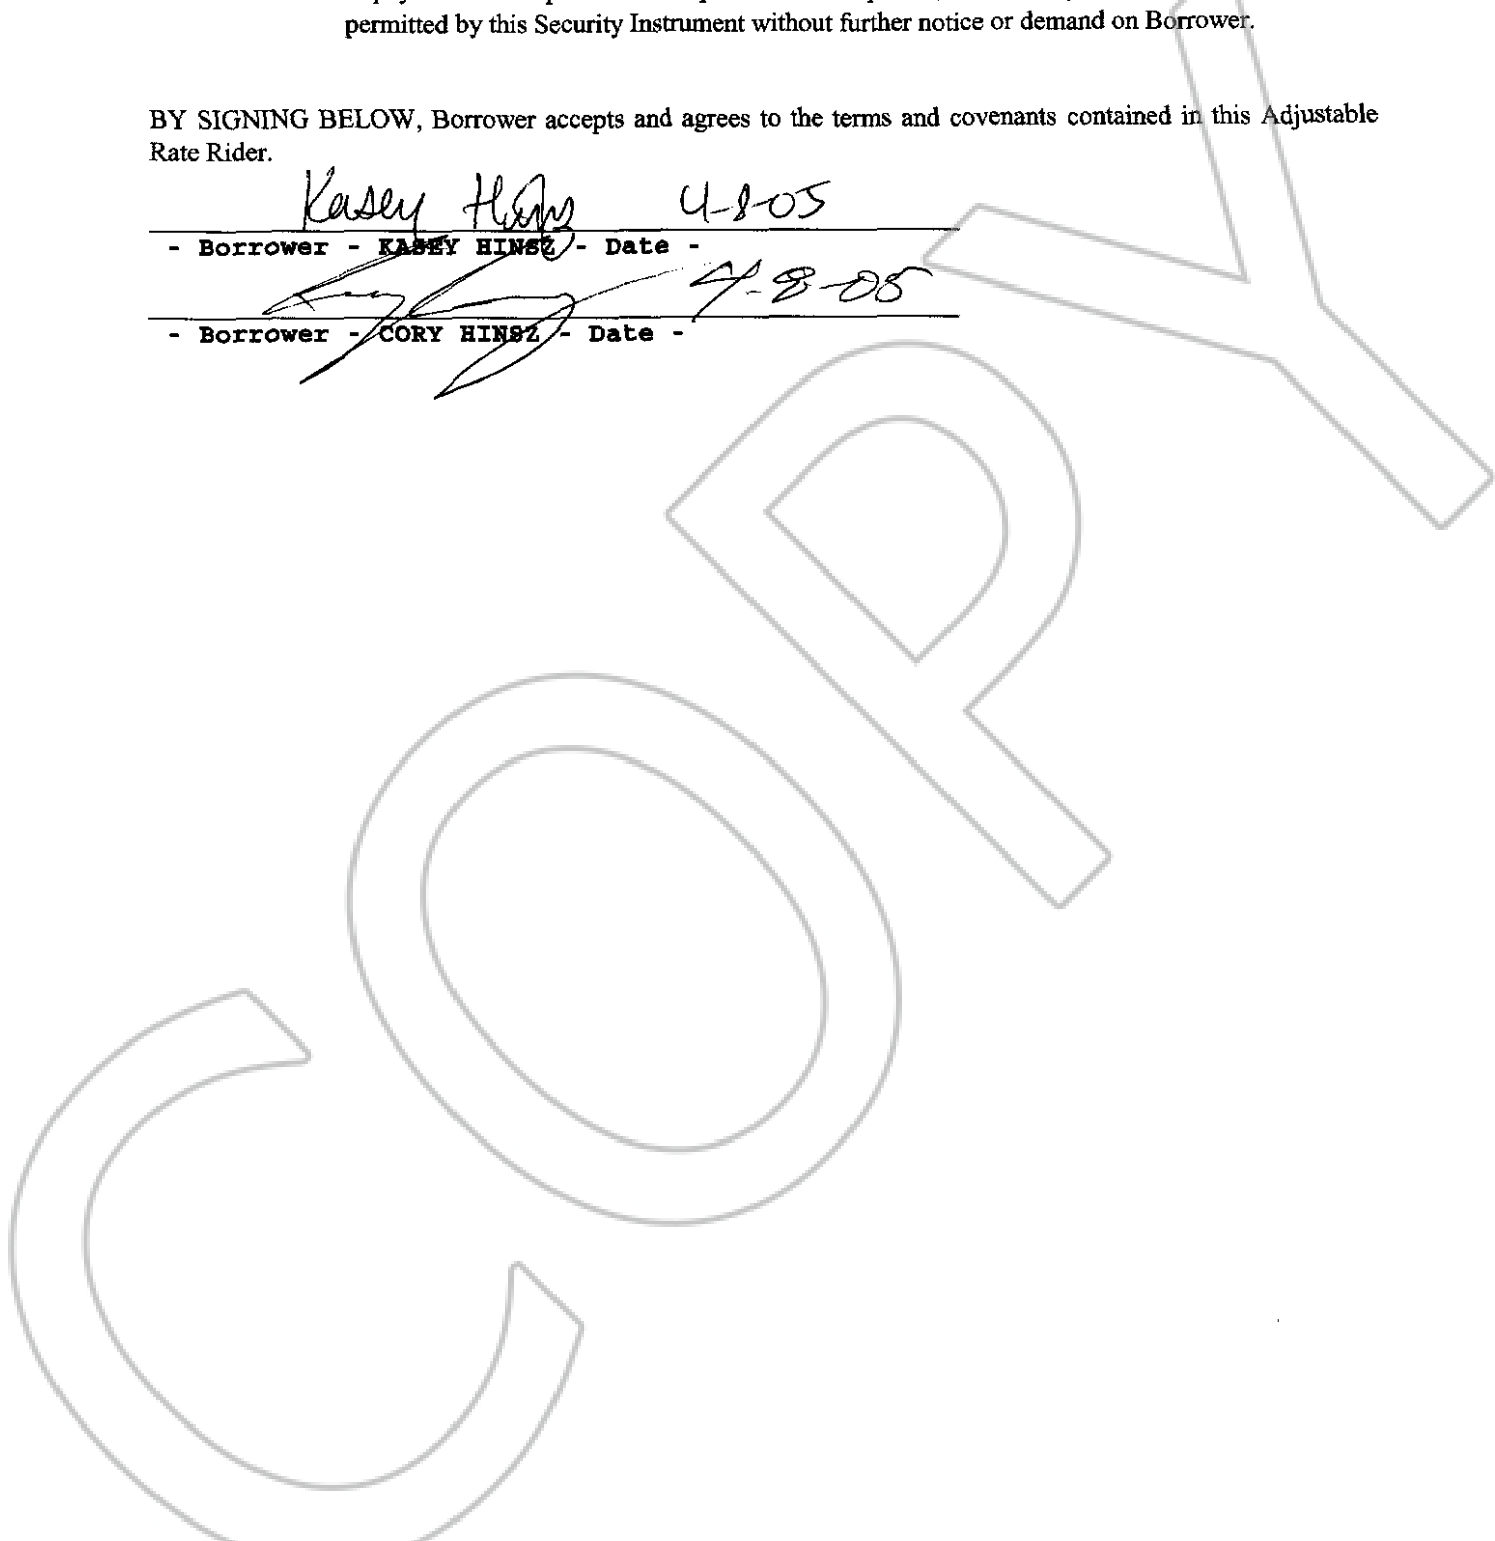 permitted by this Security Instrument without further notice or demand on Borrower.
BY SIGNING BELOW, Borrower accepts and agrees to the terms and covenants contained in this Adjustable
Rate Rider.
Kasey Hinsz 4-8-05
- Borrower - KASEY HINSZ - Date -
4-8-05
- Borrower - CORY HINSZ - Date -
COPY